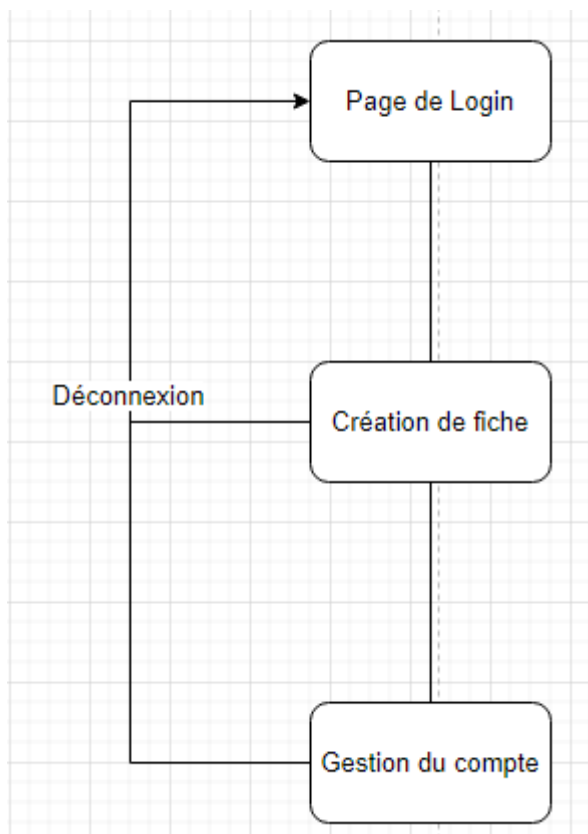 Page de Login
Déconnexion
Création de fiche
Gestion du compte